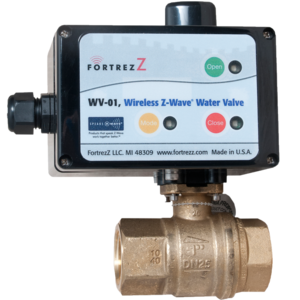 Open
FORTREZZ
WV-01, Wireless Z-Wave® Water Valve
Mode
Close
FortrezZ LLC. MI 48309 www.fortrezz.com Made in U.S.A.
DN25